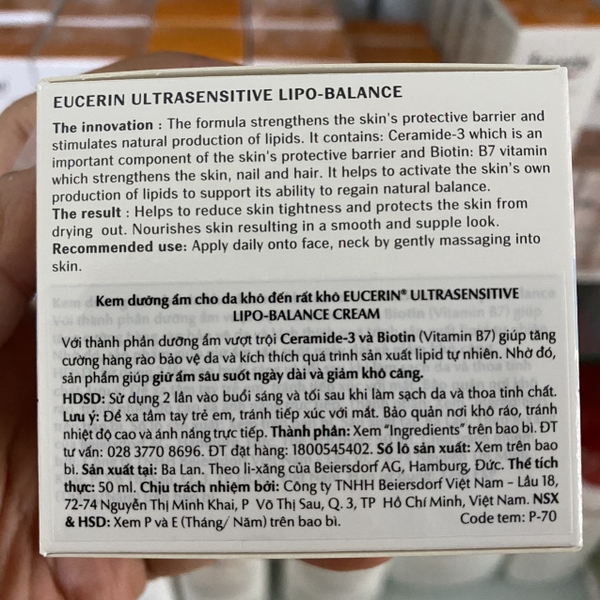 EUCERIN ULTRASENSITIVE LIPO-BALANCE
The innovation : The formula strengthens the skin's protective barrier and
stimulates natural production of lipids. It contains: Ceramide-3 which is an
important component of the skin's protective barrier and Biotin: B7 vitamin
which strengthens the skin, nail and hair. It helps to activate the skin's own
production of lipids to support its ability to regain natural balance.
The result : Helps to reduce skin tightness and protects the skin from
drying out. Nourishes skin resulting in a smooth and supple look.
Recommended use: Apply daily onto face, neck by gently massaging into
skin.
Kem dưỡng ẩm cho da khô đến rất khô EUCERIN® ULTRASENSITIVE
LIPO-BALANCE CREAM
Với thành phần dưỡng ẩm vượt trội Ceramide-3 và Biotin (Vitamin B7) giúp tăng
cường hàng rào bảo vệ da và kích thích quá trình sản xuất lipid tự nhiên. Nhờ đó,
sản phẩm giúp giữ ẩm sâu suốt ngày dài và giảm khô căng.
HDSD: Sử dụng 2 lần vào buổi sáng và tối sau khi làm sạch da và thoa tinh chất.
Lưu ý: Để xa tầm tay trẻ em, tránh tiếp xúc với mắt. Bảo quản nơi khô ráo, tránh
nhiệt độ cao và ánh nắng trực tiếp. Thành phần: Xem "Ingredients" trên bao bì. ĐT
tư vấn: 028 3770 8696. ĐT đặt hàng: 1800545402. Số lô sản xuất: Xem trên bao
bì. Sản xuất tại: Ba Lan. Theo li-xăng của Beiersdorf AG, Hamburg, Đức. Thể tích
thực: 50 ml. Chịu trách nhiệm bởi: Công ty TNHH Beiersdorf Việt Nam – Lầu 18,
72-74 Nguyễn Thị Minh Khai, P Võ Thị Sáu, Q. 3, TP Hồ Chí Minh, Việt Nam. NSX
& HSD: Xem P và E (Tháng/ Năm) trên bao bì. Code tem: P-70